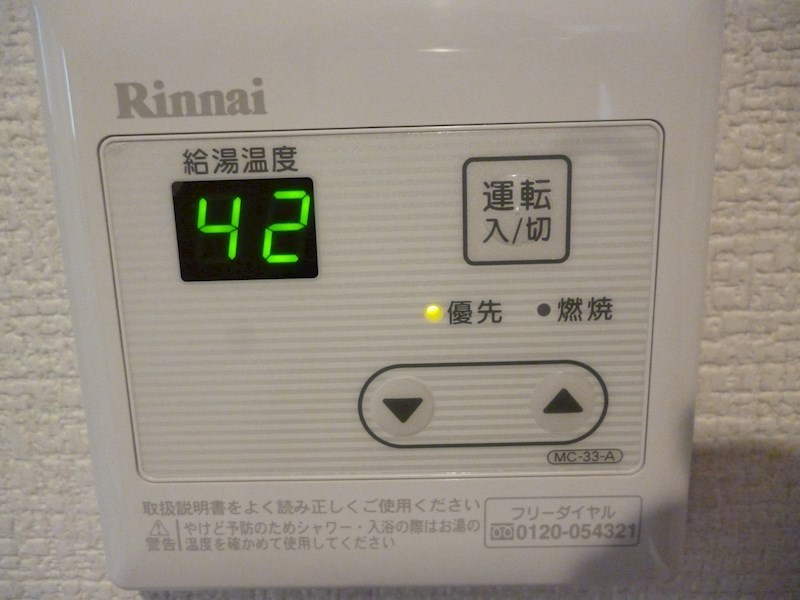 Rinnai
給湯温度
42
運転
入/切
優先 燃焼
▼ ▲
MC-33-A
取扱説明書をよく読み正しくご使用ください
⚠警告 やけど予防のためシャワー・入浴の際はお湯の
温度を確かめて使用してください
フリーダイヤル
0120-054321